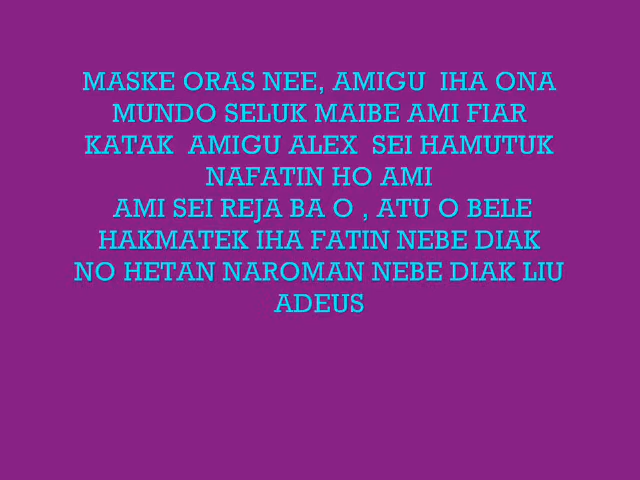 MASKE ORAS NEE, AMIGU IHA ONA
MUNDO SELUK MAIBE AMI FIAR
KATAK AMIGU ALEX SEI HAMUTUK
NAFATIN HO AMI
AMI SEI REJA BA O , ATU O BELE
HAKMATEK IHA FATIN NEBE DIAK
NO HETAN NAROMAN NEBE DIAK LIU
ADEUS